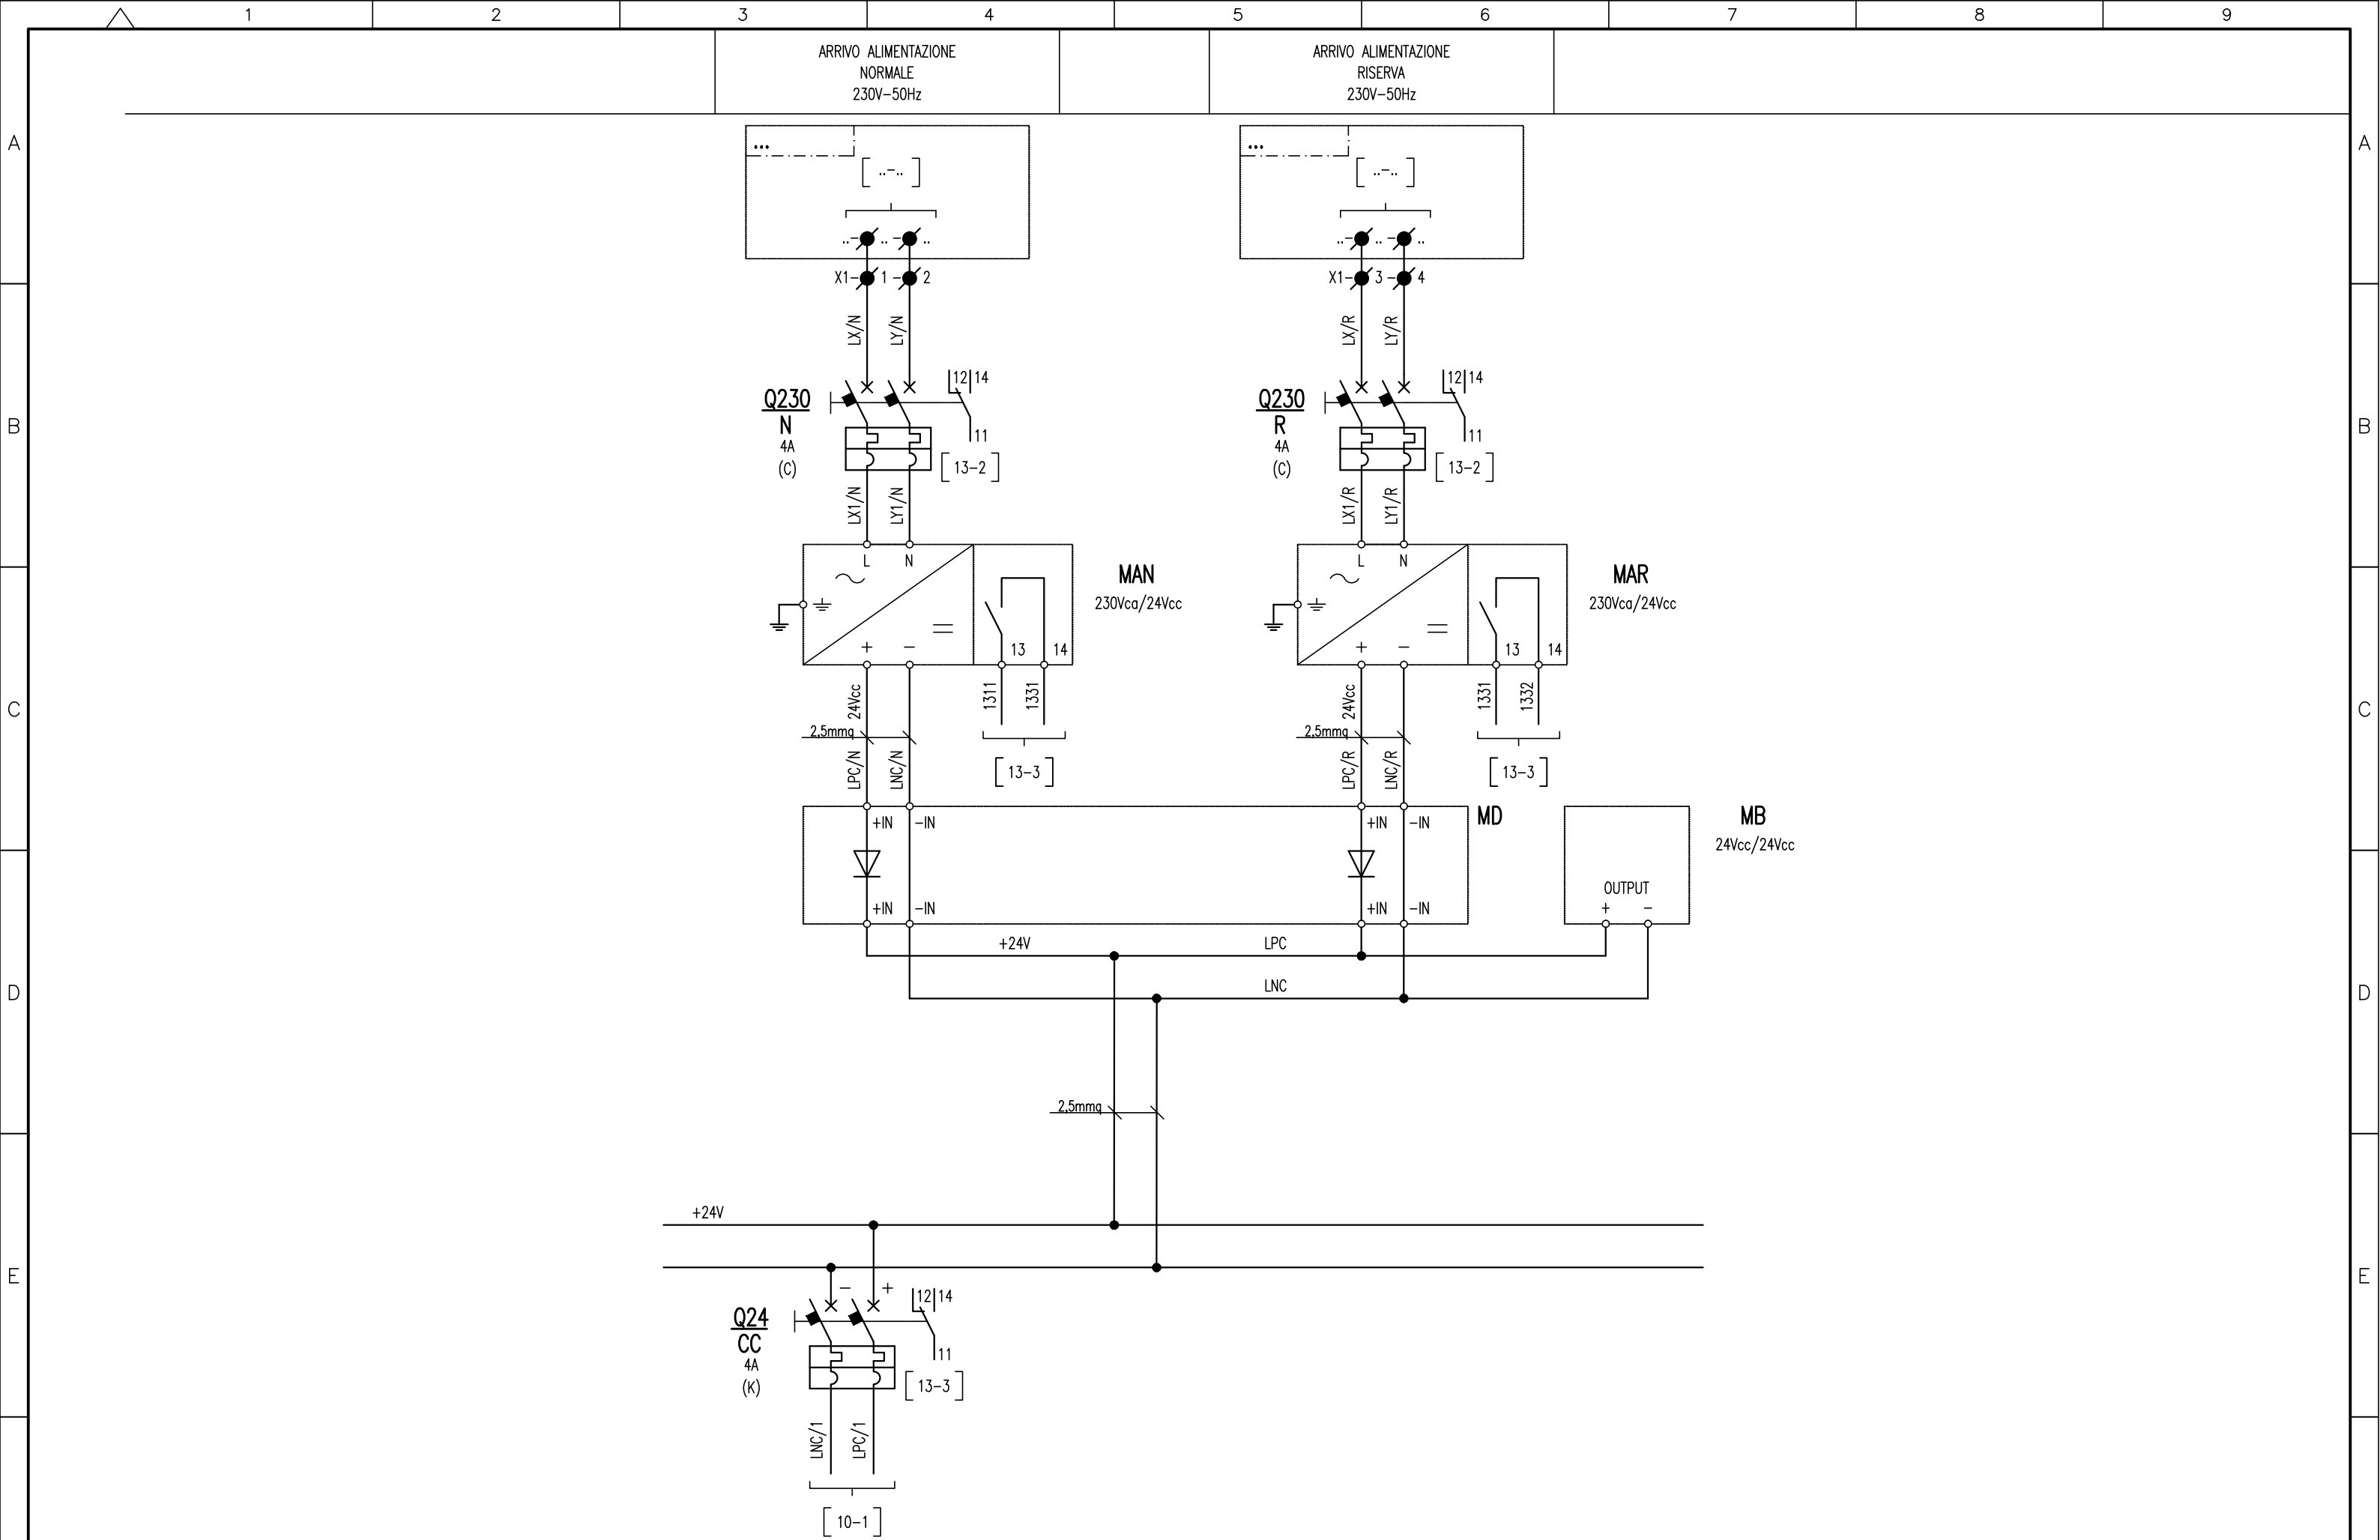 1 2 3 4 5 6 7 8 9
ARRIVO ALIMENTAZIONE
NORMALE
230V-50Hz
ARRIVO ALIMENTAZIONE
RISERVA
230V-50Hz
A A
... ...
..-.. ..-..
..- .. - .. ..- .. - ..
X1- 1 - 2 X1- 3 - 4
LX/N LY/N LX/R LY/R
B B
Q230
N
4A
(C)
12 14
11
13-2
Q230
R
4A
(C)
12 14
11
13-2
LX1/N LY1/N LX1/R LY1/R
L N
MAN
230Vca/24Vcc
+ - 13 14
L N
MAR
230Vca/24Vcc
+ - 13 14
C C
24Vcc 1311 1331 24Vcc 1331 1332
2,5mmq 2,5mmq
LPC/N LNC/N 13-3 LPC/R LNC/R 13-3
+IN -IN +IN -IN MD
MB
24Vcc/24Vcc
OUTPUT
+ -
+IN -IN +IN -IN
+24V LPC
LNC
D D
2,5mmq
+24V
E E
- +
Q24
CC
4A
(K)
12 14
11
13-3
LNC/1 LPC/1
10-1